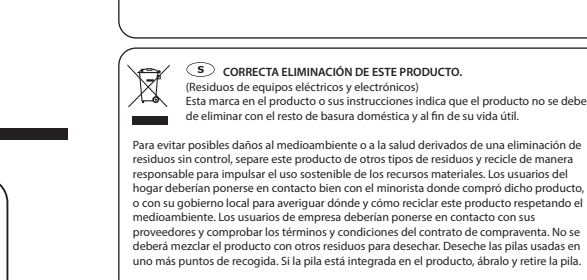 S CORRECTA ELIMINACIÓN DE ESTE PRODUCTO.
(Residuos de equipos eléctricos y electrónicos)
Esta marca en el producto o sus instrucciones indica que el producto no se debe
de eliminar con el resto de basura doméstica y al fin de su vida útil.
Para evitar posibles daños al medioambiente o a la salud derivados de una eliminación de
residuos sin control, separe este producto de otros tipos de residuos y recicle de manera
responsable para impulsar el uso sostenible de los recursos materiales. Los usuarios del
hogar deberían ponerse en contacto bien con el minorista donde compró dicho producto,
o con su gobierno local para averiguar dónde y cómo reciclar este producto respetando el
medioambiente. Los usuarios de empresa deberían ponerse en contacto con sus
proveedores y comprobar los términos y condiciones del contrato de compraventa. No se
deberá mezclar el producto con otros residuos para desechar. Deseche las pilas usadas en
uno más puntos de recogida. Si la pila está integrada en el producto, ábralo y retire la pila.